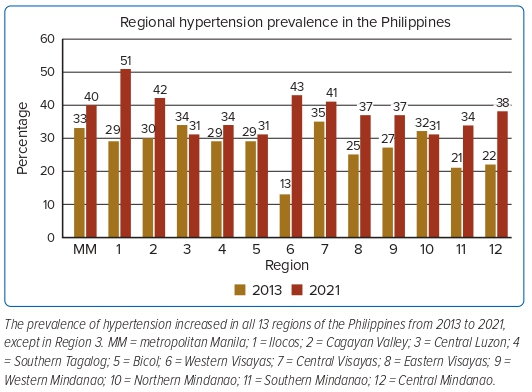 Regional hypertension prevalence in the Philippines
60
50
40
30
20
10
0
Percentage
33 40
29 51
30 42
34 31
29 34
29 31
13 43
35 41
25 37
27 37
32 31
21 34
22 38
MM 1 2 3 4 5 6 7 8 9 10 11 12
Region
2013 2021
The prevalence of hypertension increased in all 13 regions of the Philippines from 2013 to 2021,
except in Region 3. MM = metropolitan Manila; 1 = Ilocos; 2 = Cagayan Valley; 3 = Central Luzon; 4
= Southern Tagalog; 5 = Bicol; 6 = Western Visayas; 7 = Central Visayas; 8 = Eastern Visayas; 9 =
Western Mindanao; 10 = Northern Mindanao; 11 = Southern Mindanao; 12 = Central Mindanao.